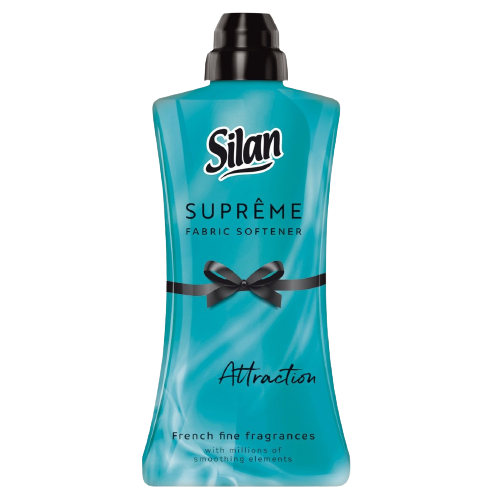 Silan
SUPRÊME
FABRIC SOFTENER
Attraction
French fine fragrances
with millions of
smoothing elements